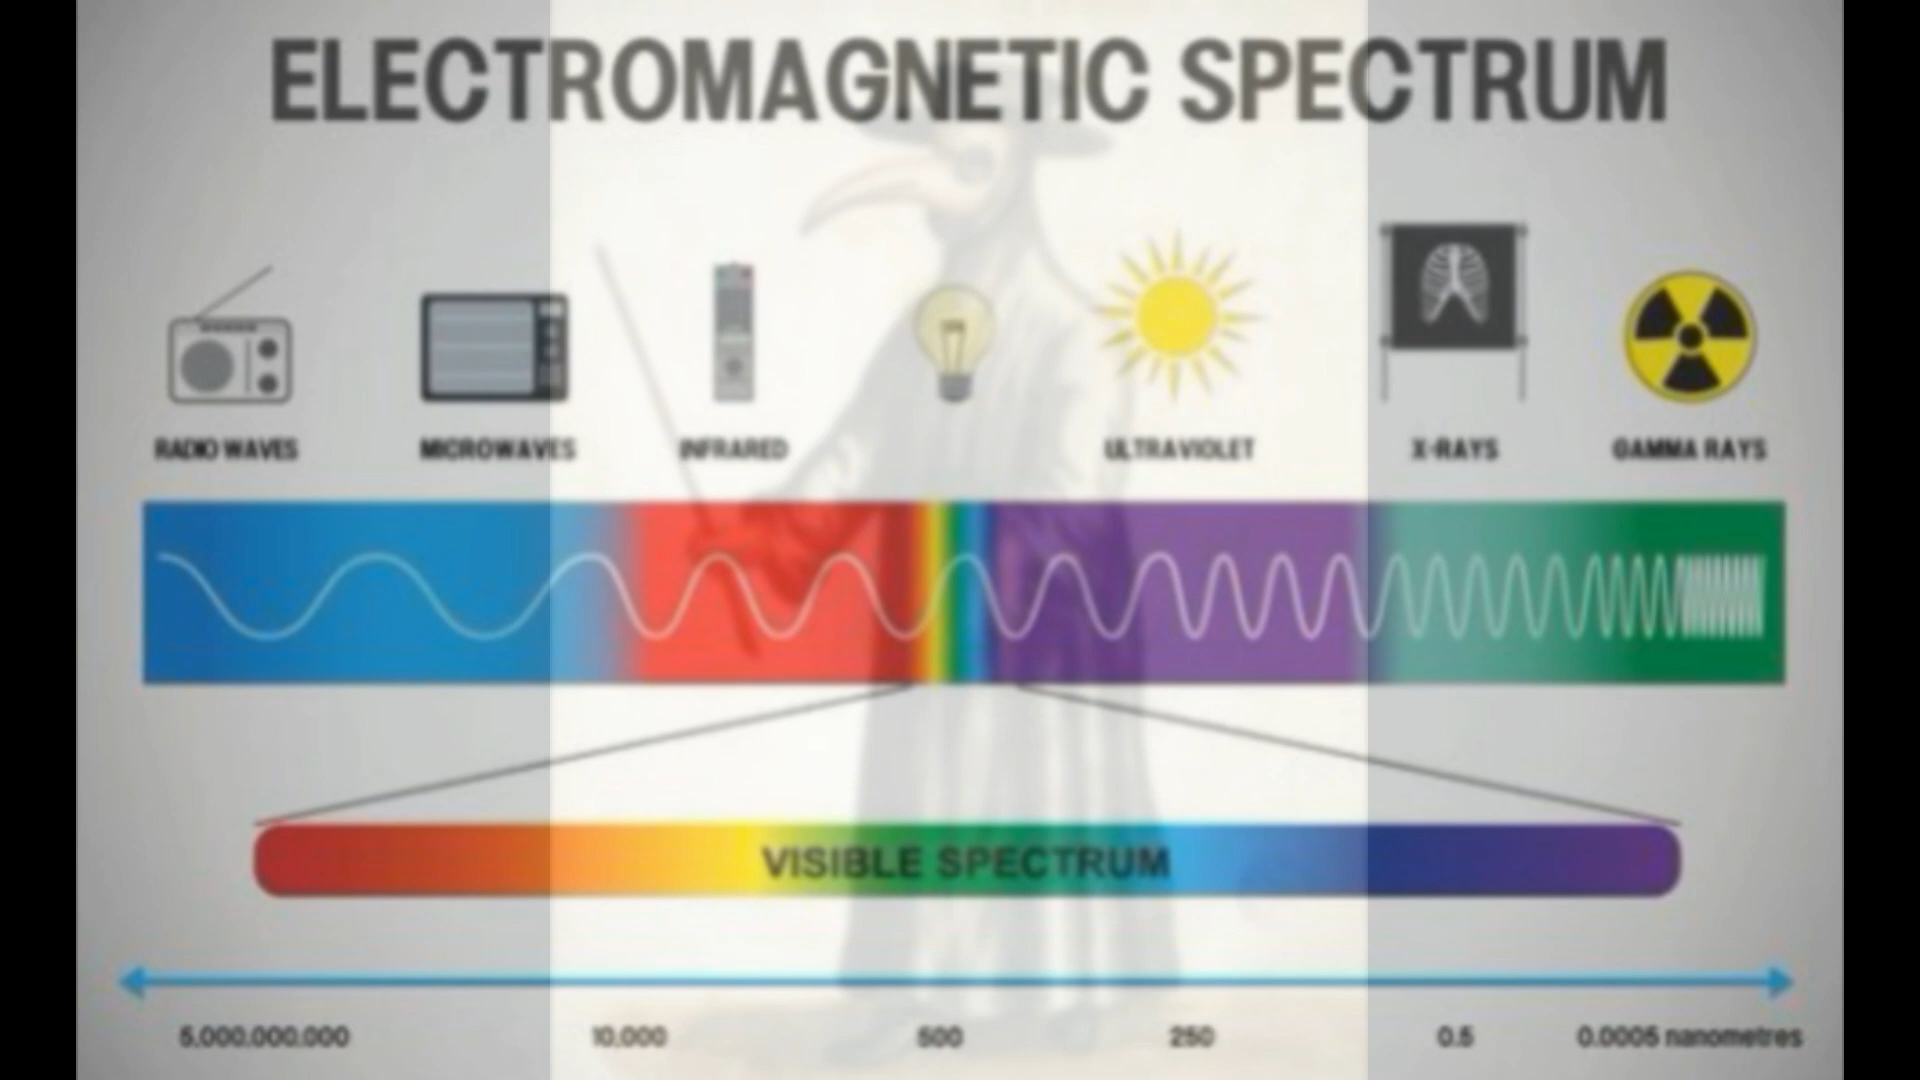 ELECTROMAGNETIC SPECTRUM
RADIO WAVES MICROWAVES INFRARED ULTRAVIOLET X-RAYS GAMMA RAYS
VISIBLE SPECTRUM
5,000,000,000 10,000 500 250 0.5 0.0005 nanometres